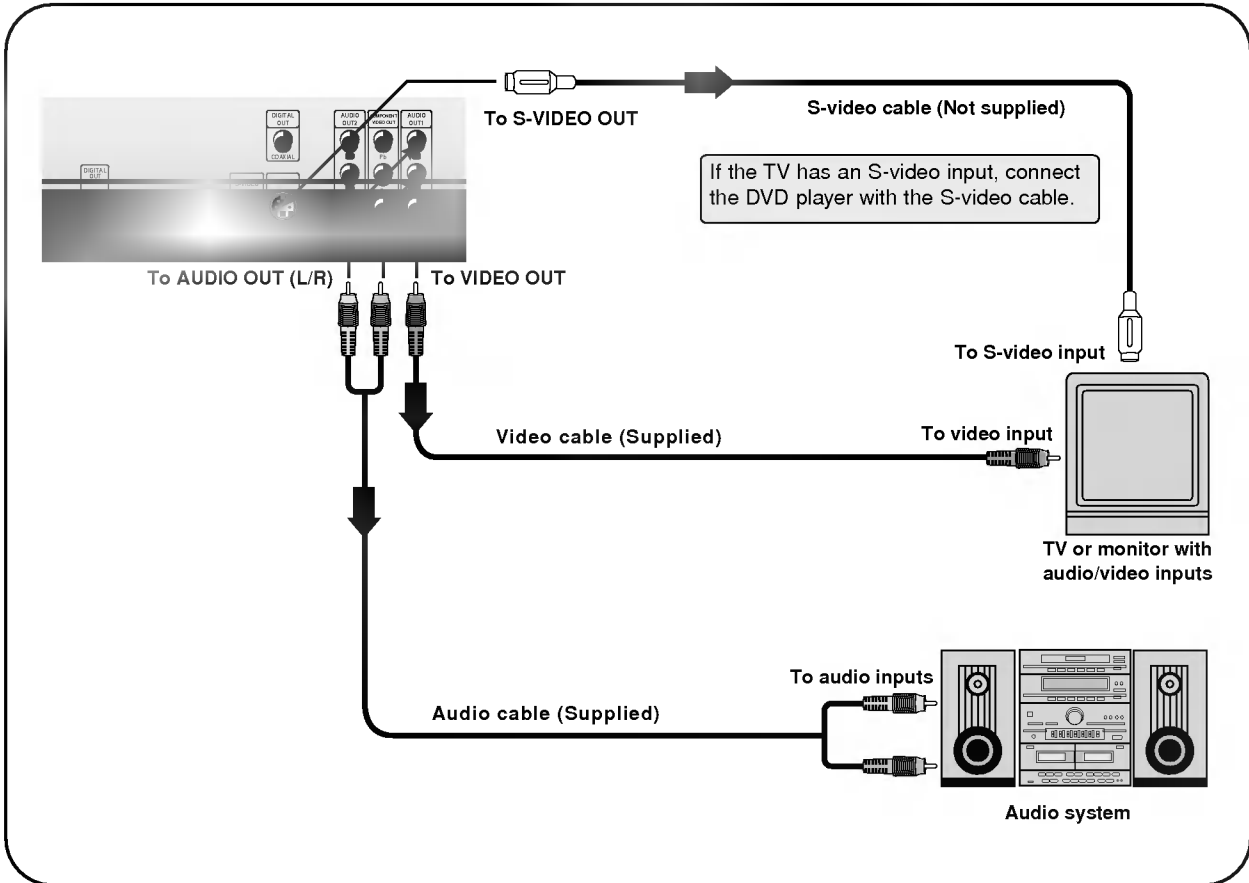 To S-VIDEO OUT
S-video cable (Not supplied)
DIGITAL
OUT
COAXIAL
AUDIO
OUT2
COMPONENT
VIDEO OUT
Pb
AUDIO
OUT1
DIGITAL
OUT
If the TV has an S-video input, connect
the DVD player with the S-video cable.
To AUDIO OUT (L/R)
To VIDEO OUT
To S-video input
Video cable (Supplied)
To video input
TV or monitor with
audio/video inputs
To audio inputs
Audio cable (Supplied)
Audio system